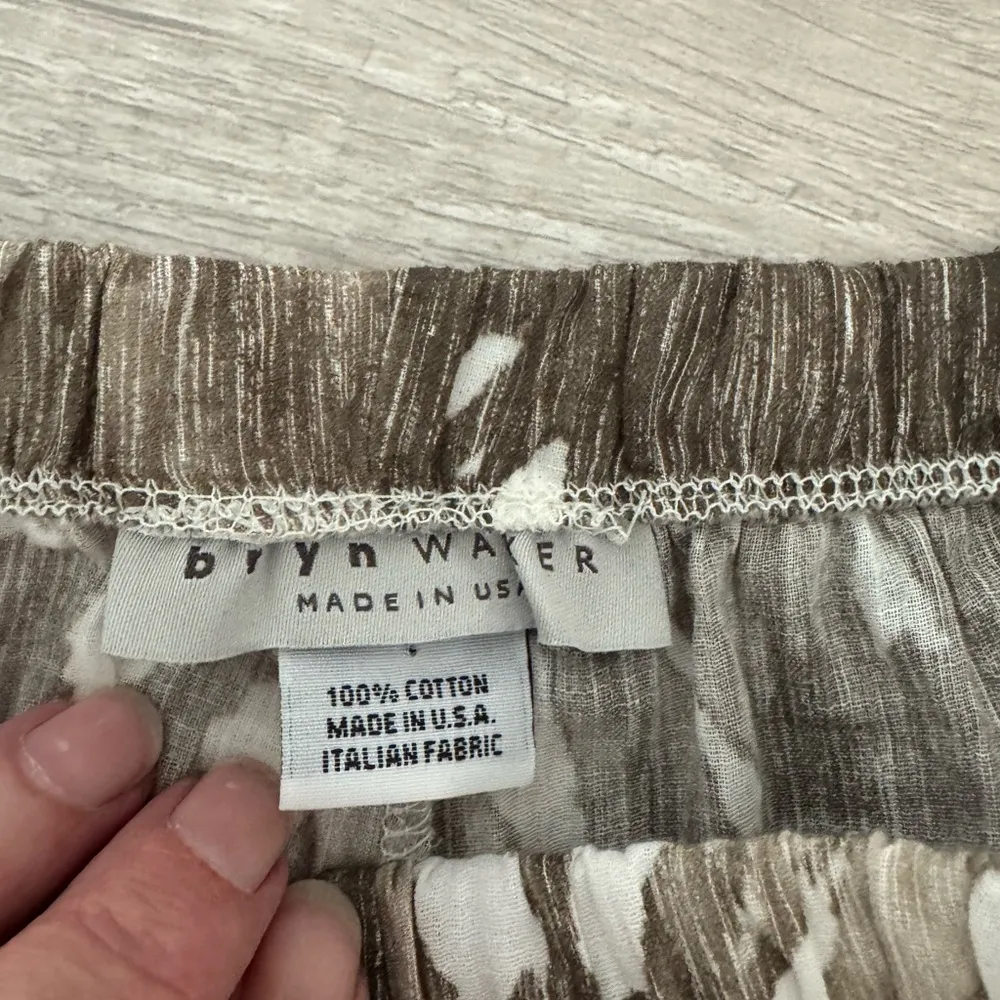 bryn WALKER
MADE IN USA
100% COTTON
MADE IN U.S.A.
ITALIAN FABRIC